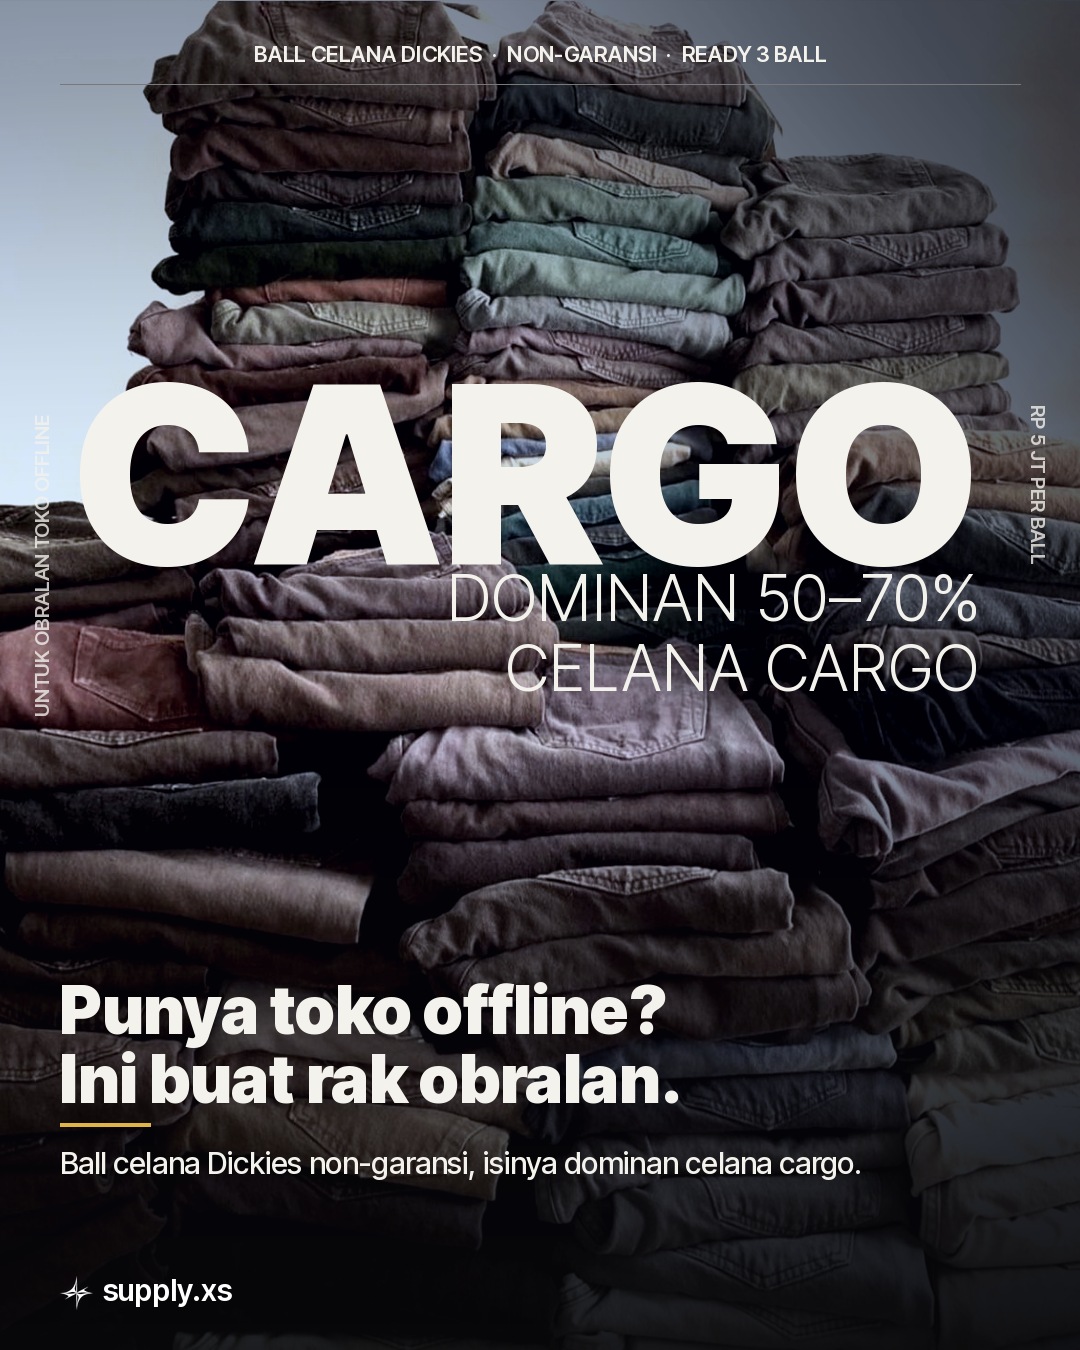 BALL CELANA DICKIES · NON-GARANSI · READY 3 BALL
UNTUK OBRALAN TOKO OFFLINE
CARGO
RP 5 JT PER BALL
DOMINAN 50–70%
CELANA CARGO
Punya toko offline?
Ini buat rak obralan.
Ball celana Dickies non-garansi, isinya dominan celana cargo.
supply.xs